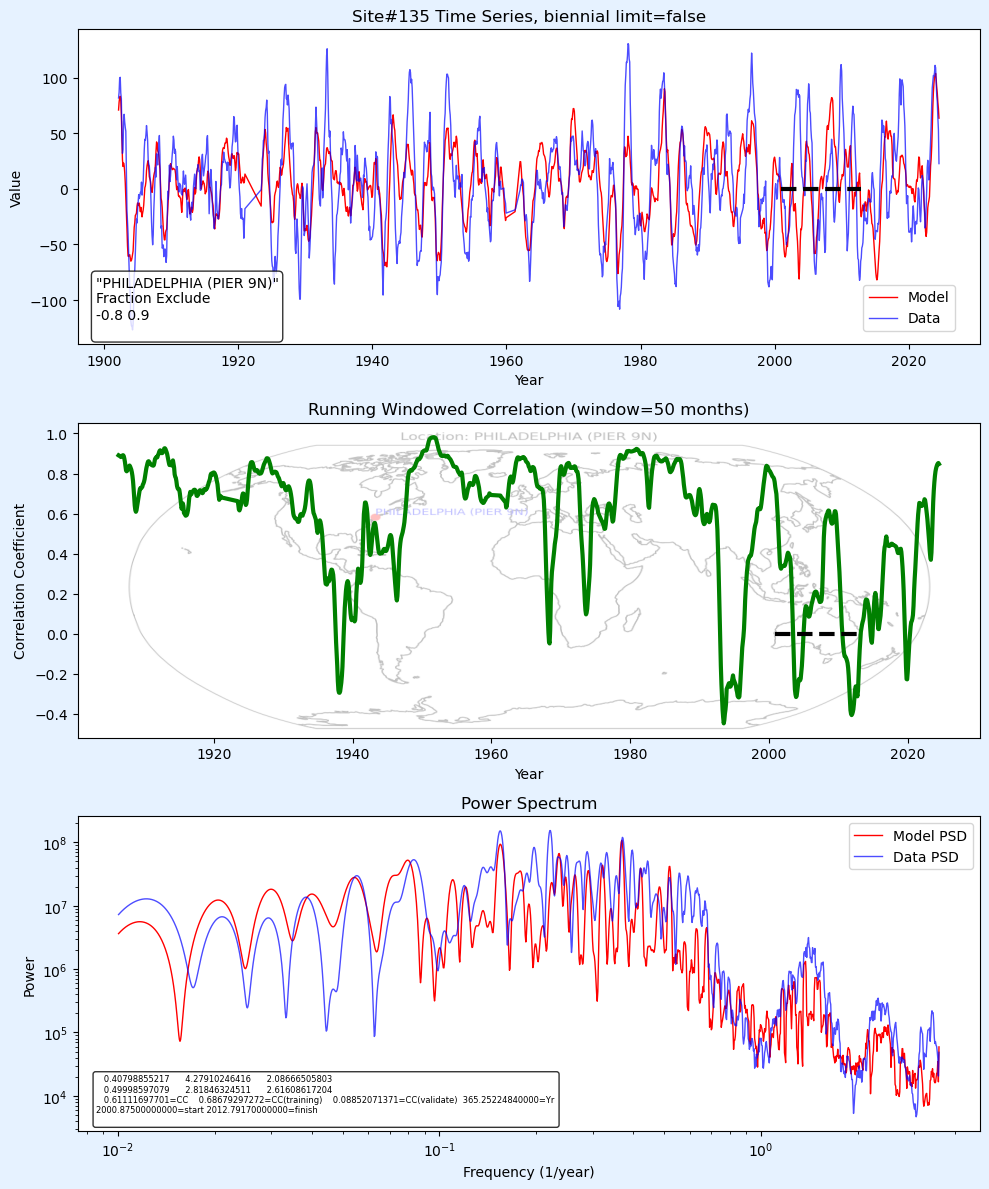 Site#135 Time Series, biennial limit=false
Value
100
50
0
−50
−100
"PHILADELPHIA (PIER 9N)"
Fraction Exclude
-0.8 0.9
Model
Data
1900 1920 1940 1960 1980 2000 2020
Year
Running Windowed Correlation (window=50 months)
Correlation Coefficient
1.0
0.8
0.6
0.4
0.2
0.0
−0.2
−0.4
Location: PHILADELPHIA (PIER 9N)
PHILADELPHIA (PIER 9N)
1920 1940 1960 1980 2000 2020
Year
Power Spectrum
Power
10⁸
10⁷
10⁶
10⁵
10⁴
Model PSD
Data PSD
0.40798855217 4.27910246416 2.08666505803
0.49998597079 2.81846324511 2.61608617204
0.61111697701=CC 0.68679297272=CC(training) 0.08852071371=CC(validate) 365.25224840000=Yr
2000.87500000000=start 2012.79170000000=finish
10⁻² 10⁻¹ 10⁰
Frequency (1/year)